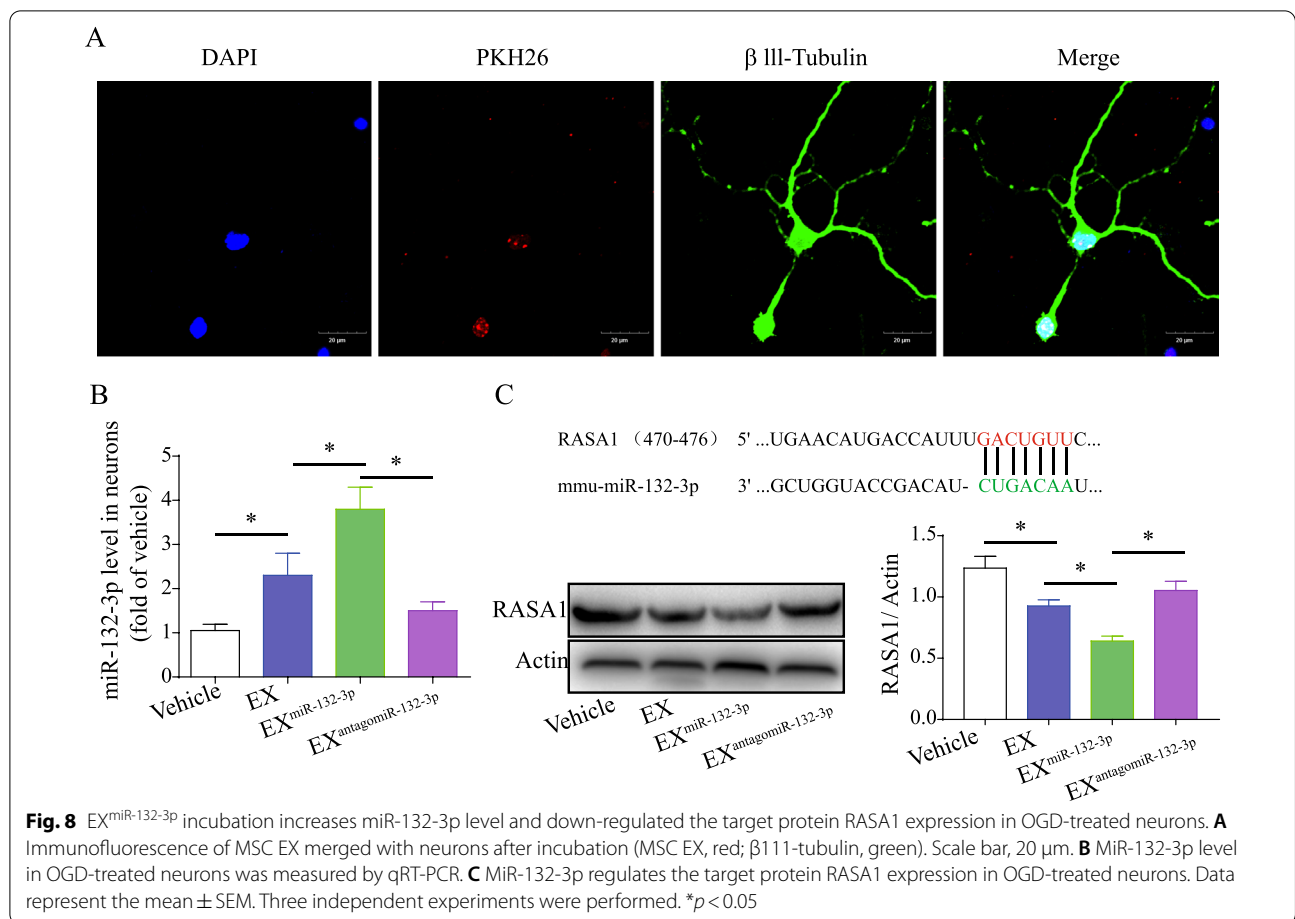 A
DAPI PKH26 β lll-Tubulin Merge
20 μm 20 μm 20 μm 20 μm
B
miR-132-3p level in neurons
(fold of vehicle)
5
4
3
2
1
0
* * *
Vehicle EX EXmiR-132-3p EXantagomiR-132-3p
C
RASA1 （470-476） 5' ...UGAACAUGACCAUUUGACUGUUC...
mmu-miR-132-3p 3' ...GCUGGUACCGACAU- CUGACAAU...
RASA1
Actin
Vehicle EX EXmiR-132-3p EXantagomiR-132-3p
RASA1/ Actin
1.5
1.0
0.5
0.0
* * *
Vehicle EX EXmiR-132-3p EXantagomiR-132-3p
Fig. 8 EXmiR-132-3p incubation increases miR-132-3p level and down-regulated the target protein RASA1 expression in OGD-treated neurons. A
Immunofluorescence of MSC EX merged with neurons after incubation (MSC EX, red; β111-tubulin, green). Scale bar, 20 μm. B MiR-132-3p level
in OGD-treated neurons was measured by qRT-PCR. C MiR-132-3p regulates the target protein RASA1 expression in OGD-treated neurons. Data
represent the mean ± SEM. Three independent experiments were performed. *p < 0.05